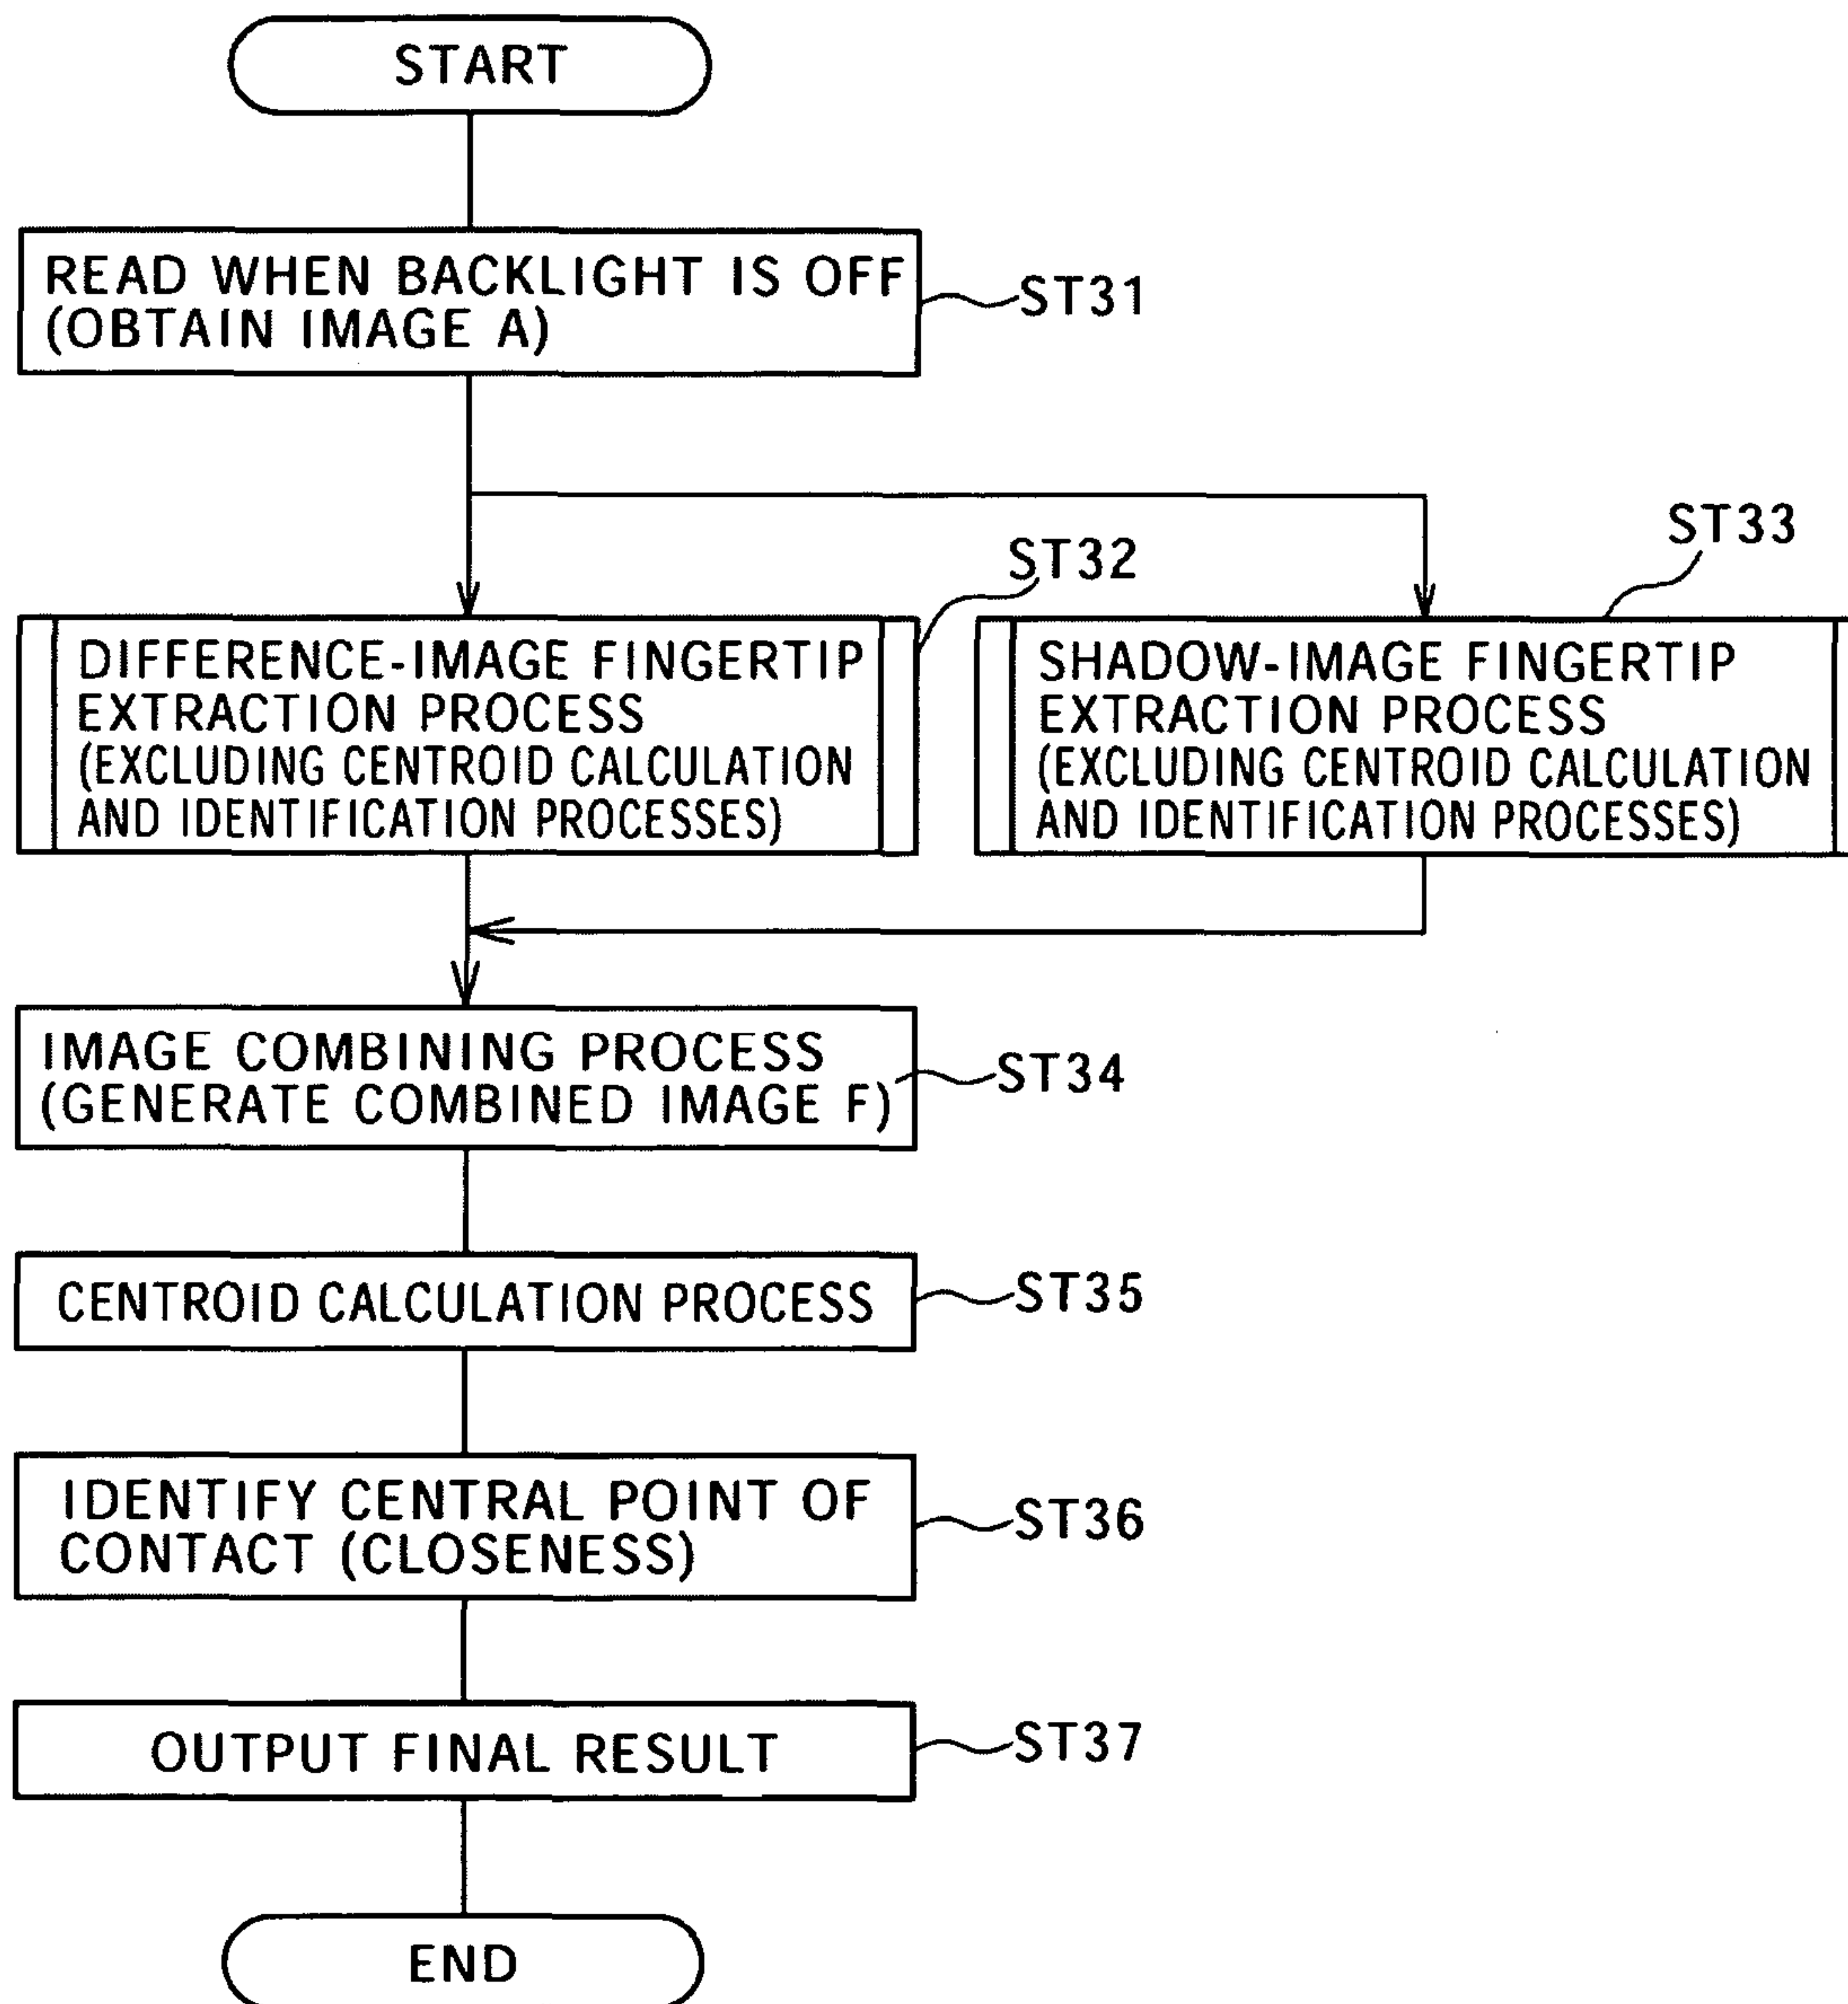 START
READ WHEN BACKLIGHT IS OFF
(OBTAIN IMAGE A)
ST31
ST32
ST33
DIFFERENCE-IMAGE FINGERTIP
EXTRACTION PROCESS
(EXCLUDING CENTROID CALCULATION
AND IDENTIFICATION PROCESSES)
SHADOW-IMAGE FINGERTIP
EXTRACTION PROCESS
(EXCLUDING CENTROID CALCULATION
AND IDENTIFICATION PROCESSES)
IMAGE COMBINING PROCESS
(GENERATE COMBINED IMAGE F)
ST34
CENTROID CALCULATION PROCESS
ST35
IDENTIFY CENTRAL POINT OF
CONTACT (CLOSENESS)
ST36
OUTPUT FINAL RESULT
ST37
END